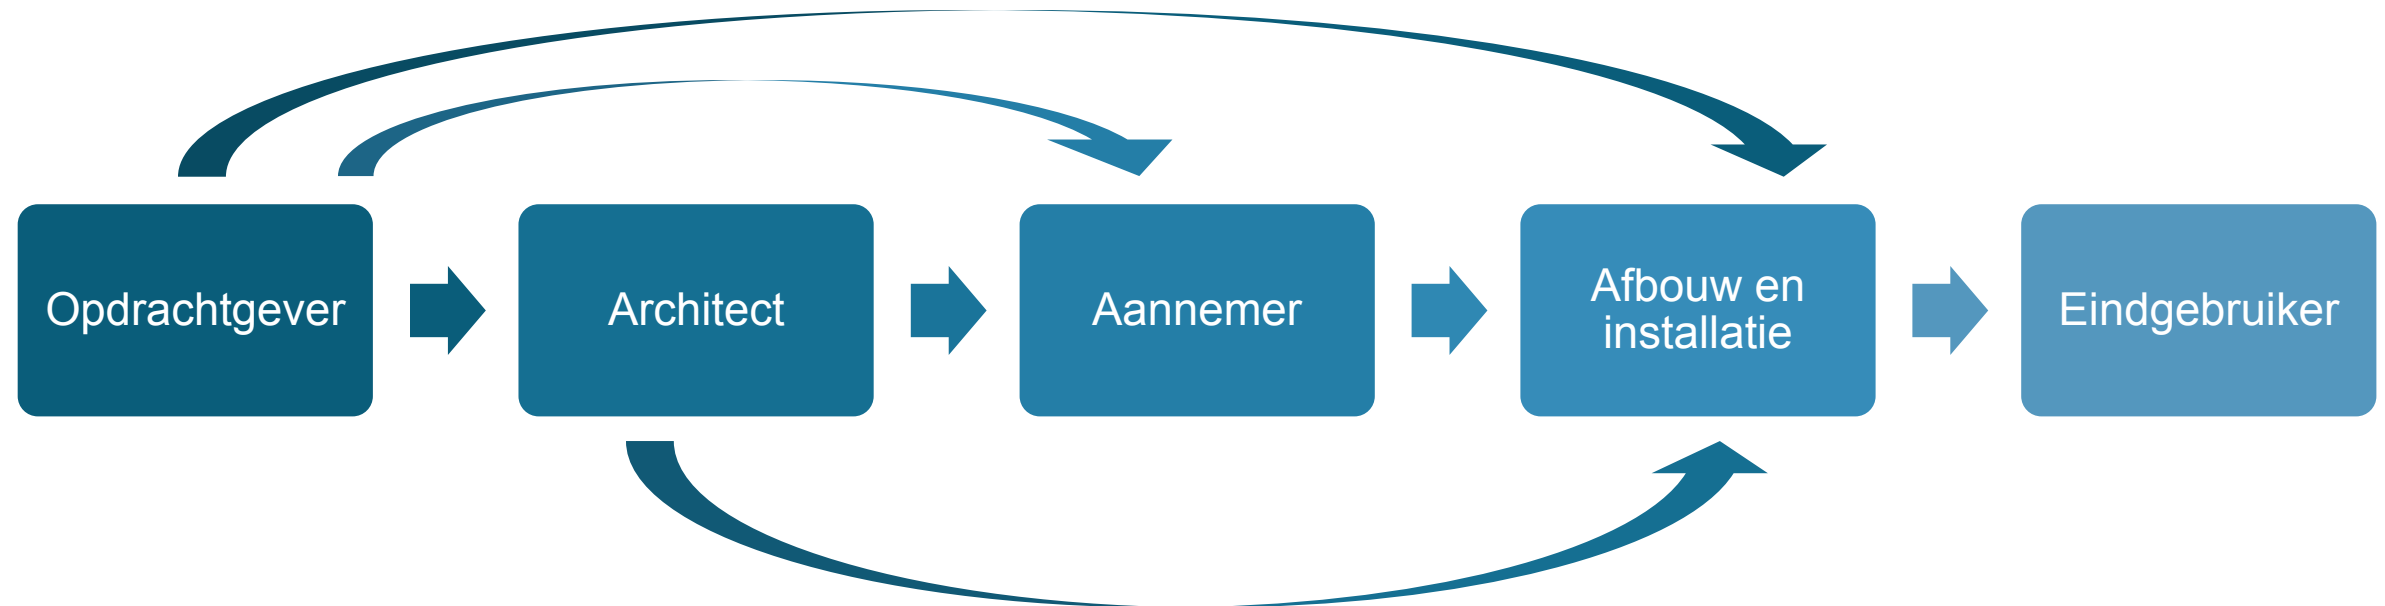 Opdrachtgever
Architect
Aannemer
Afbouw en
installatie
Eindgebruiker